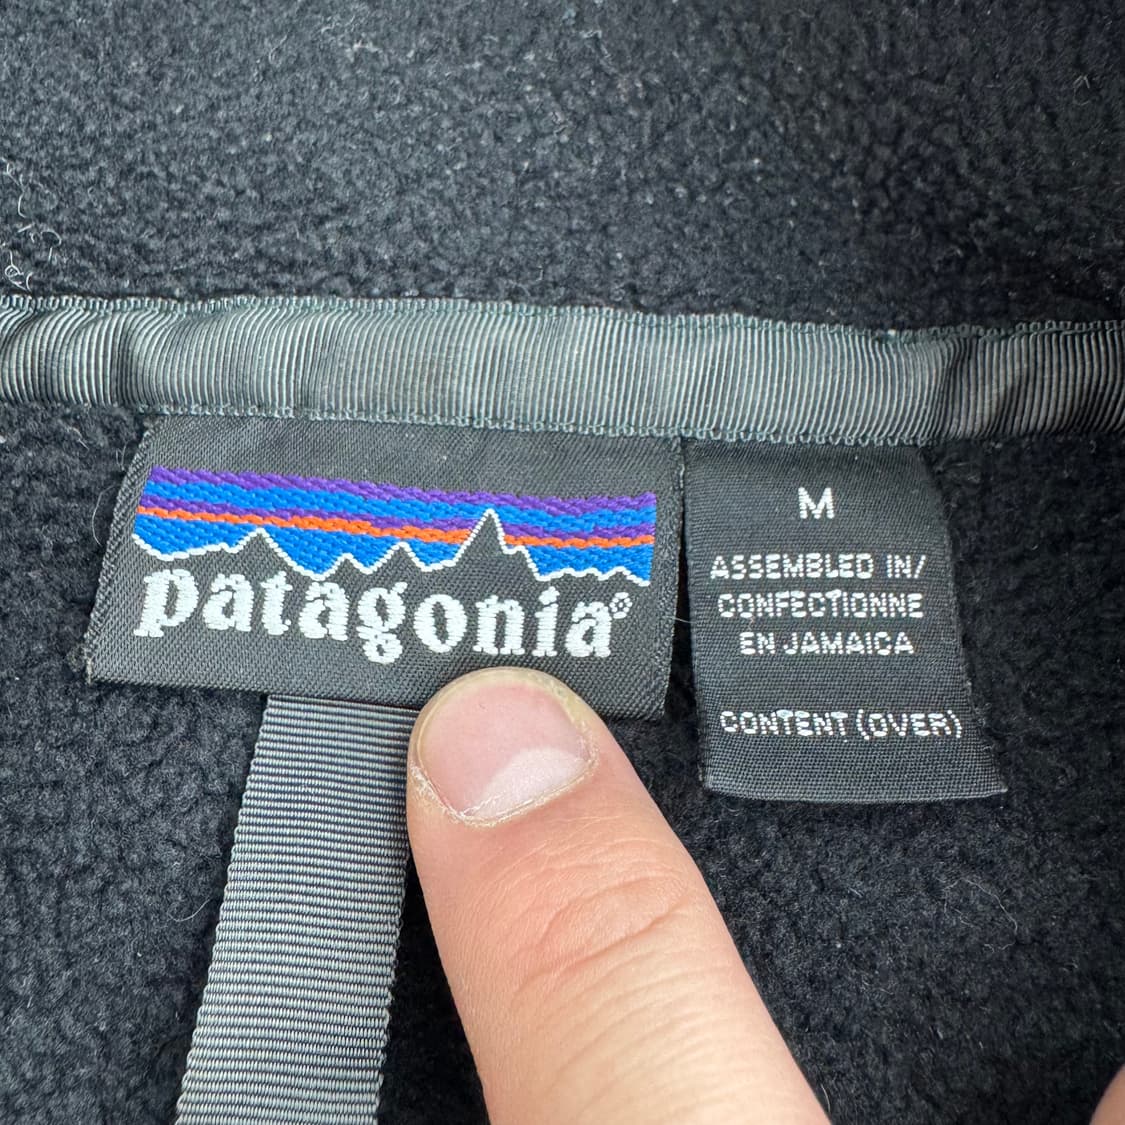 patagonia®
M
ASSEMBLED IN/
CONFECTIONNE
EN JAMAICA
CONTENT (OVER)